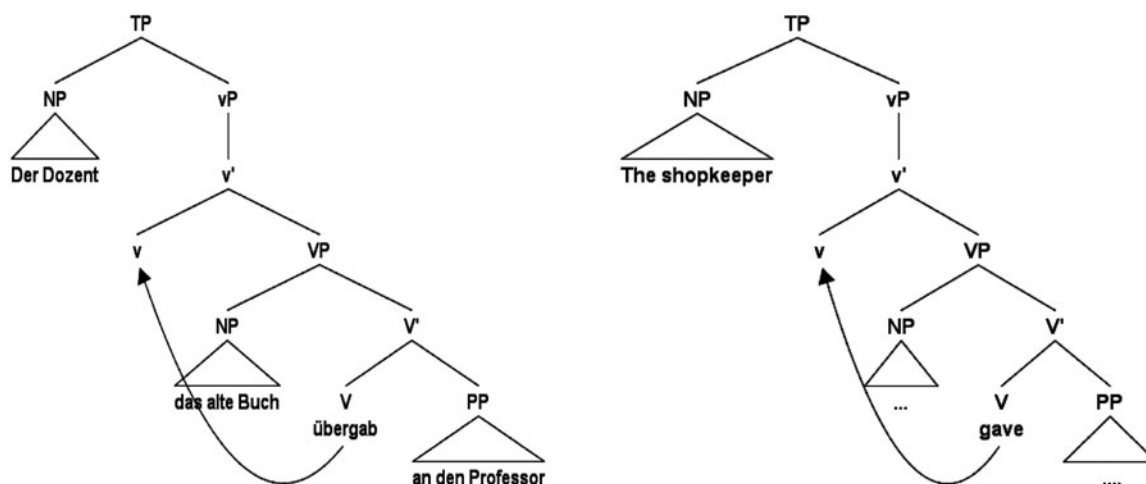 TP
NP vP
Der Dozent
v'
v VP
NP V'
das alte Buch V PP
übergab
an den Professor
TP
NP vP
The shopkeeper
v'
v VP
NP V'
... V PP
gave
....